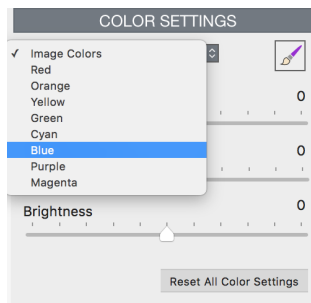 COLOR SETTINGS
✓ Image Colors
Red
Orange
Yellow
0
Green
Cyan
Blue
0
Purple
Magenta
Brightness 0
Reset All Color Settings